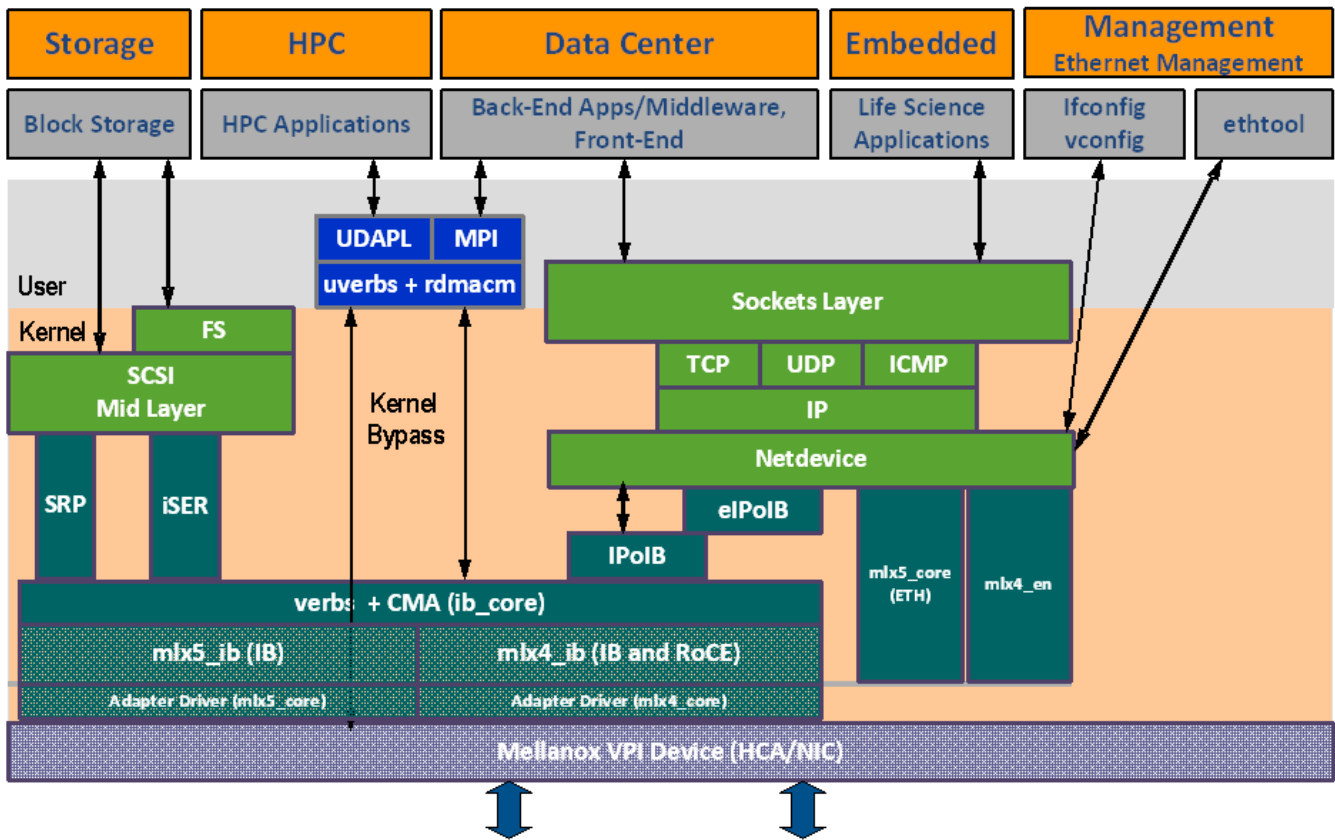 Storage
HPC
Data Center
Embedded
Management
Ethernet Management
Block Storage
HPC Applications
Back-End Apps/Middleware,
Front-End
Life Science
Applications
Ifconfig
vconfig
ethtool
UDAPL
MPI
uverbs + rdmacm
User
Kernel
FS
SCSI
Mid Layer
Kernel
Bypass
Sockets Layer
TCP
UDP
ICMP
IP
Netdevice
SRP
iSER
eIPoIB
IPoIB
mlx5_core
(ETH)
mlx4_en
verbs + CMA (ib_core)
mlx5_ib (IB)
mlx4_ib (IB and RoCE)
Adapter Driver (mlx5_core)
Adapter Driver (mlx4_core)
Mellanox VPI Device (HCA/NIC)